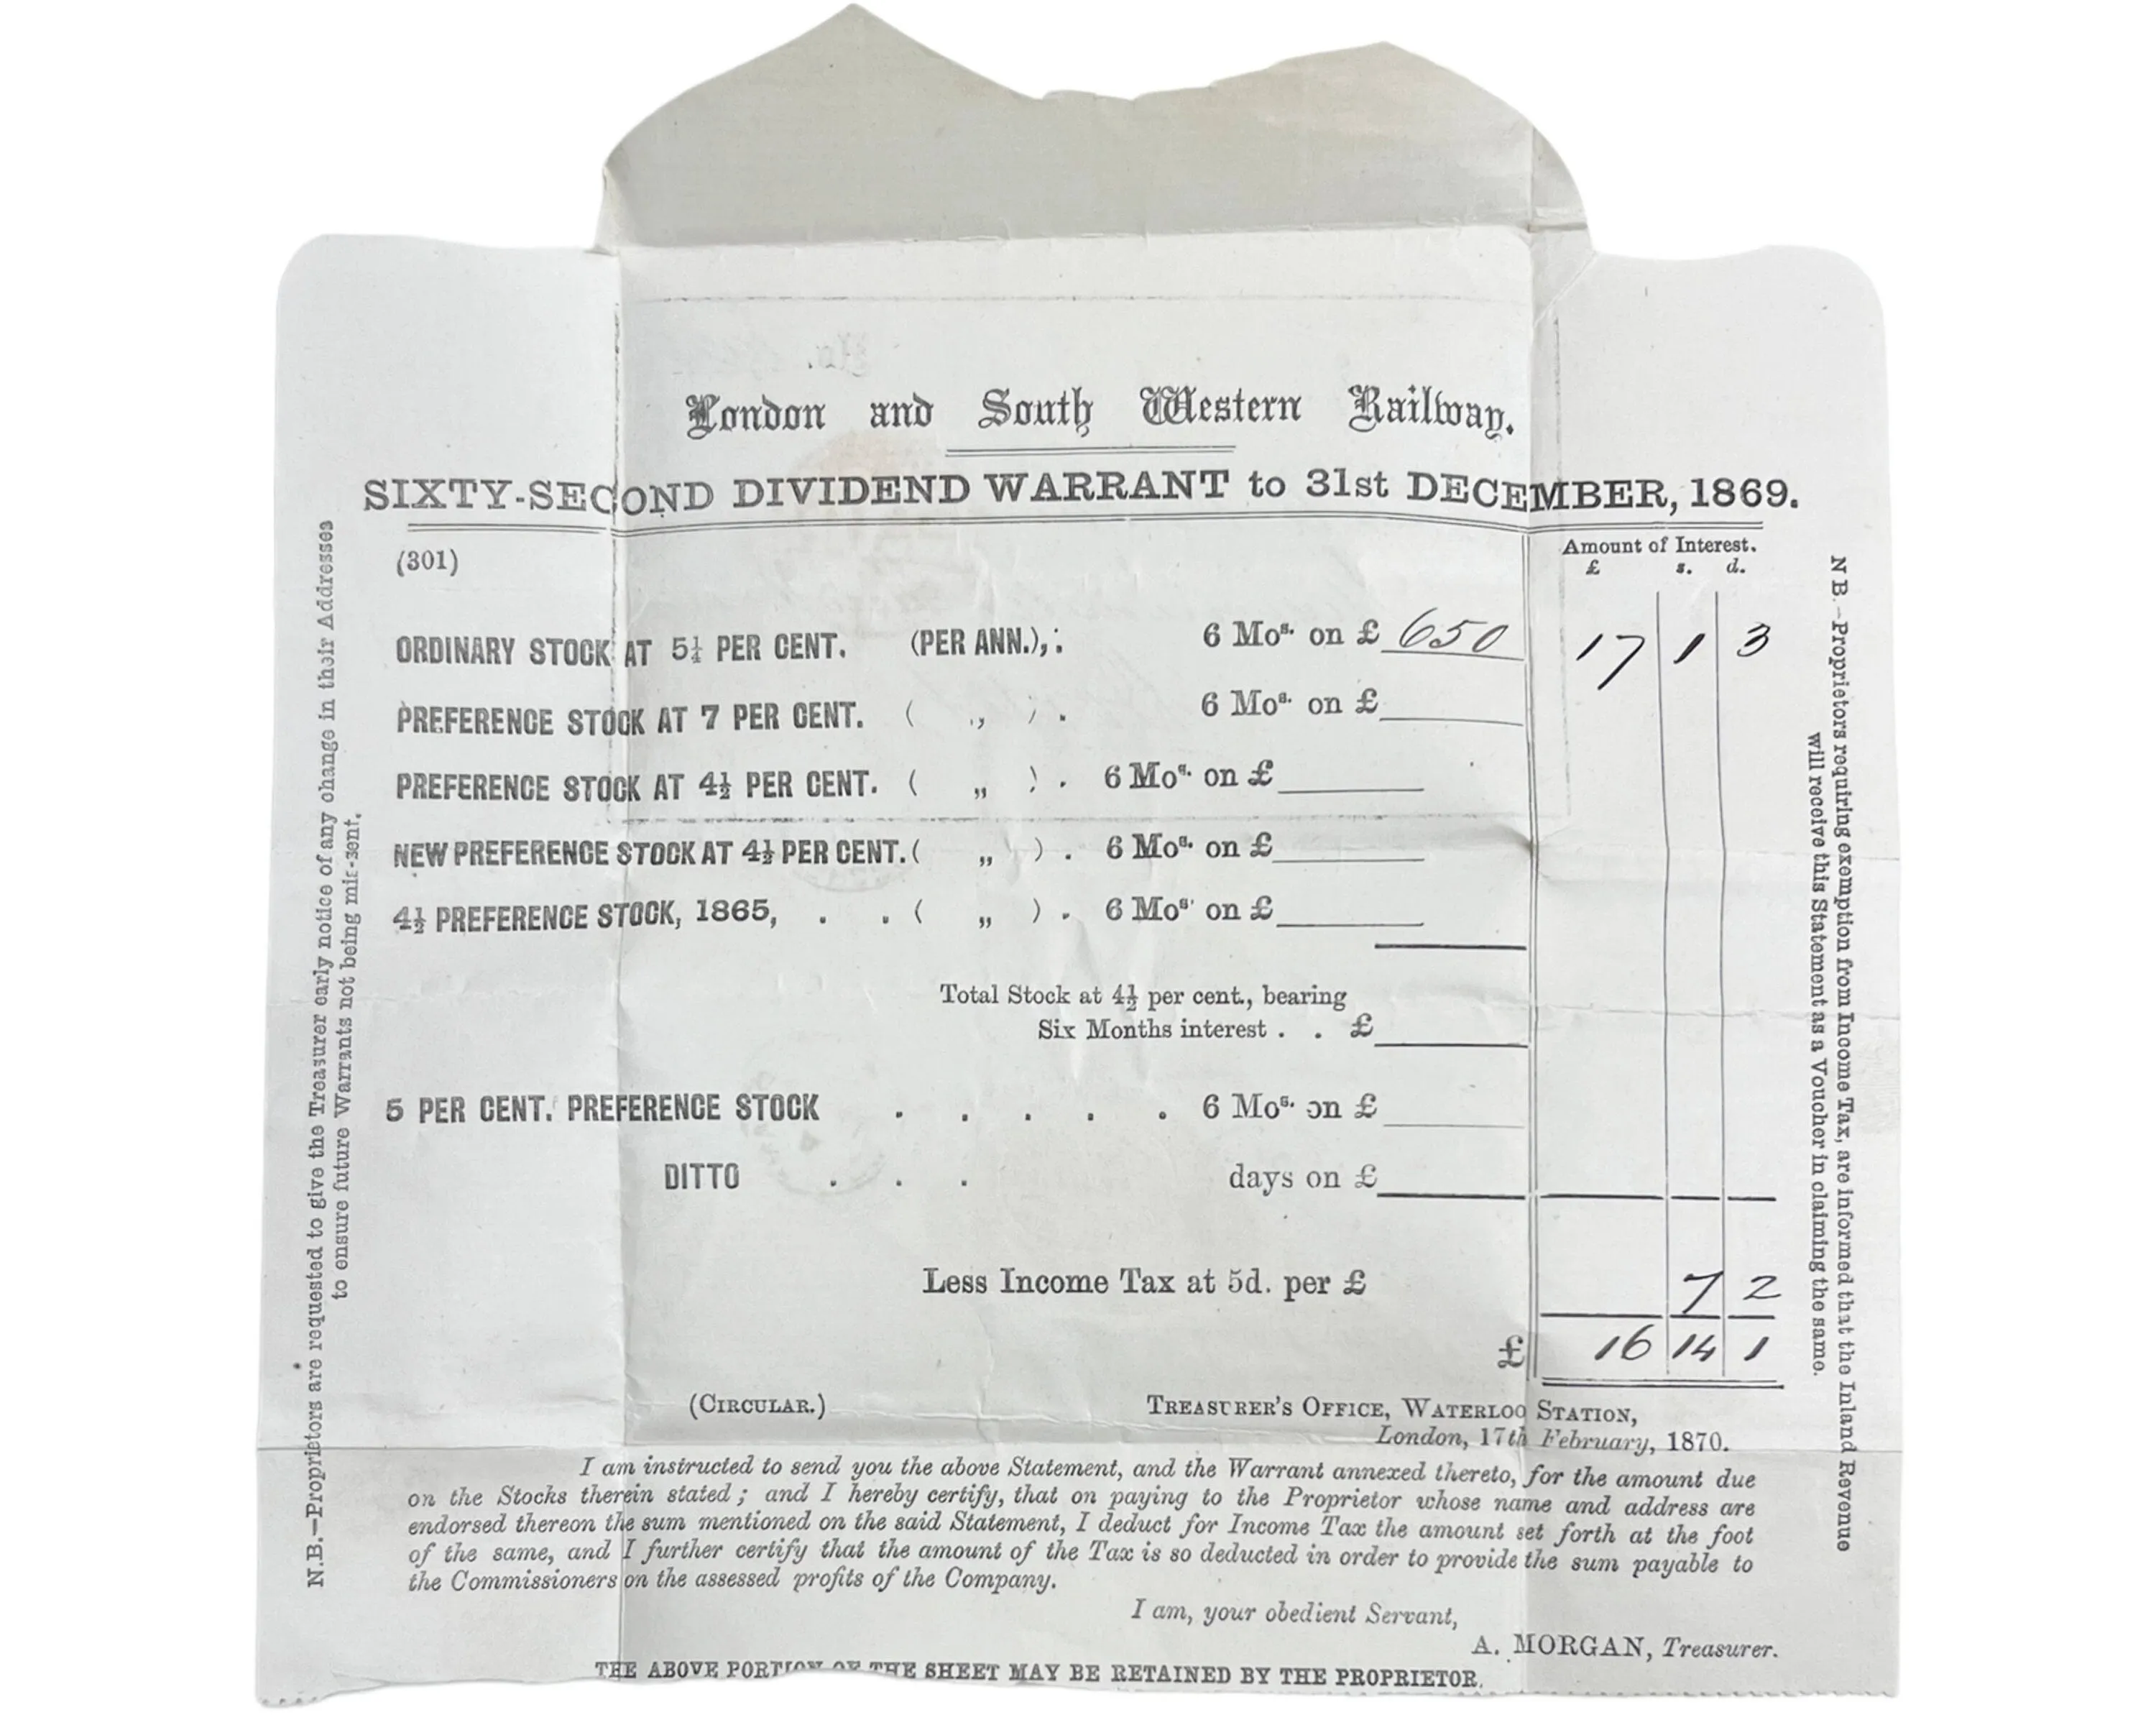 London and South Western Railway.
SIXTY-SECOND DIVIDEND WARRANT to 31st DECEMBER, 1869.
(301)
Amount of Interest.
£ s. d.
ORDINARY STOCK AT 5¼ PER CENT. (PER ANN.), . 6 Mos. on £ 650 17 1 3
PREFERENCE STOCK AT 7 PER CENT. ( „ ) . 6 Mos. on £
PREFERENCE STOCK AT 4½ PER CENT. ( „ ) . 6 Mos. on £
NEW PREFERENCE STOCK AT 4½ PER CENT. ( „ ) . 6 Mos. on £
4½ PREFERENCE STOCK, 1865, . . ( „ ) . 6 Mos. on £
Total Stock at 4½ per cent., bearing
Six Months interest . . £
5 PER CENT. PREFERENCE STOCK . . . . . 6 Mos. on £
DITTO . . . days on £
Less Income Tax at 5d. per £ 7 2
£ 16 14 1
(CIRCULAR.)
TREASURER'S OFFICE, WATERLOO STATION,
London, 17th February, 1870.
I am instructed to send you the above Statement, and the Warrant annexed thereto, for the amount due
on the Stocks therein stated ; and I hereby certify, that on paying to the Proprietor whose name and address are
endorsed thereon the sum mentioned on the said Statement, I deduct for Income Tax the amount set forth at the foot
of the same, and I further certify that the amount of the Tax is so deducted in order to provide the sum payable to
the Commissioners on the assessed profits of the Company.
I am, your obedient Servant,
A. MORGAN, Treasurer.
THE ABOVE PORTION OF THE SHEET MAY BE RETAINED BY THE PROPRIETOR.
N.B.—Proprietors are requested to give the Treasurer early notice of any change in their Addresses
to ensure future Warrants not being mis-sent.
N B.—Proprietors requiring exemption from Income Tax, are informed that the Inland Revenue
will receive this Statement as a Voucher in claiming the same.